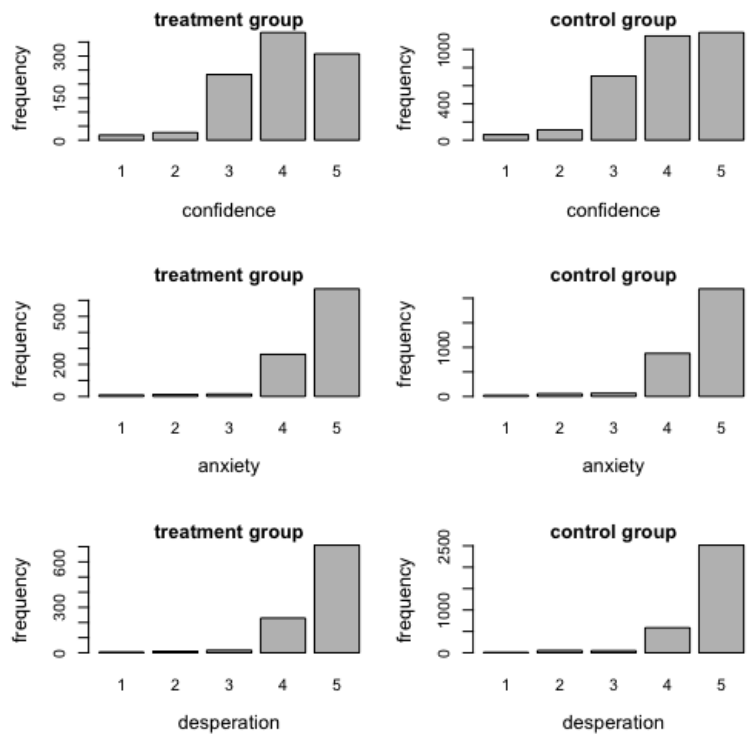 treatment group
frequency
0
150
300
1 2 3 4 5
confidence
control group
frequency
0
400
1000
1 2 3 4 5
confidence
treatment group
frequency
0
200
500
1 2 3 4 5
anxiety
control group
frequency
0
1000
1 2 3 4 5
anxiety
treatment group
frequency
0
300
600
1 2 3 4 5
desperation
control group
frequency
0
1000
2500
1 2 3 4 5
desperation